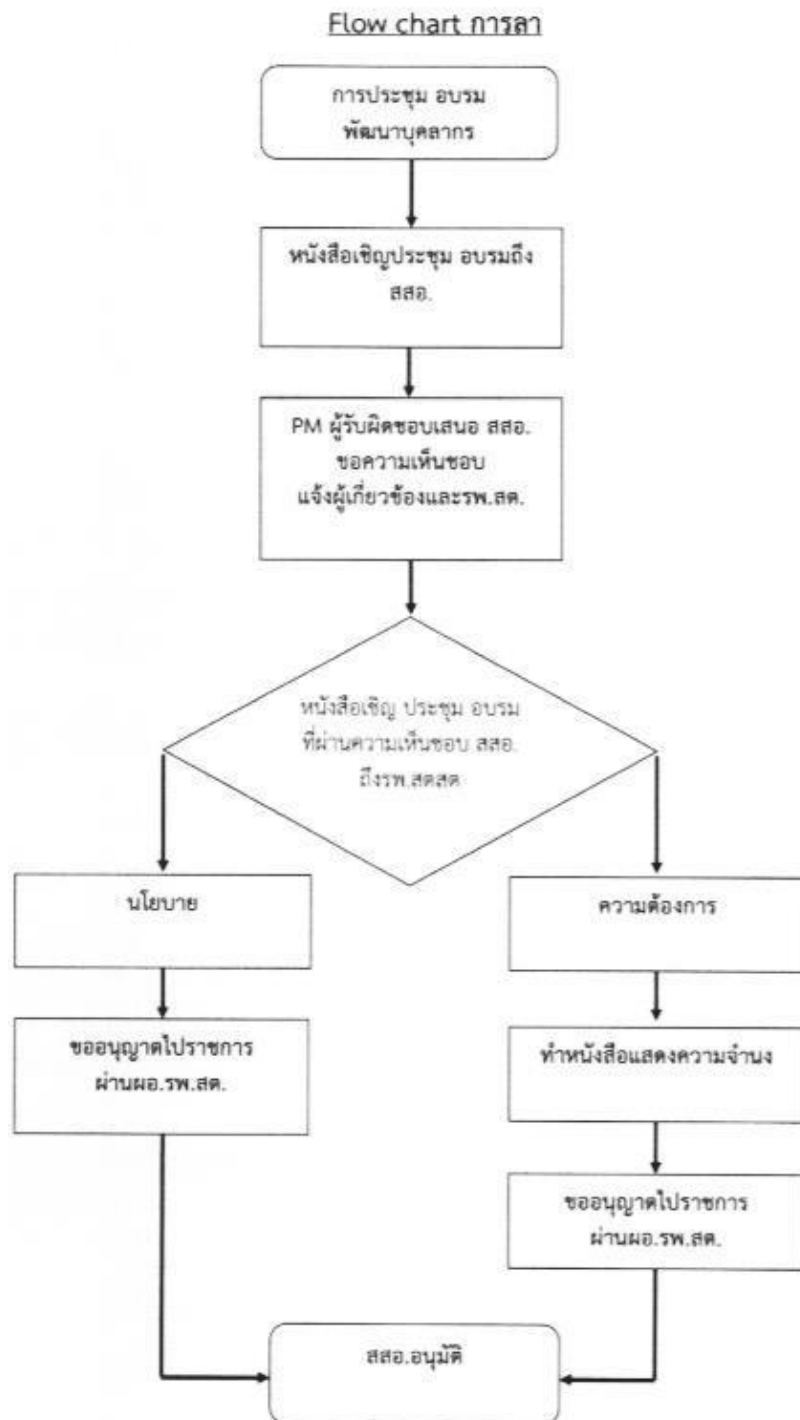 Flow chart การลา
การประชุม อบรม
พัฒนาบุคลากร
หนังสือเชิญประชุม อบรมถึง
สสอ.
PM ผู้รับผิดชอบเสนอ สสอ.
ขอความเห็นชอบ
แจ้งผู้เกี่ยวข้องและรพ.สต.
หนังสือเชิญ ประชุม อบรม
ที่ผ่านความเห็นชอบ สสอ.
ถึงรพ.สตสต
นโยบาย
ขออนุญาตไปราชการ
ผ่านผอ.รพ.สต.
ความต้องการ
ทำหนังสือแสดงความจำนง
ขออนุญาตไปราชการ
ผ่านผอ.รพ.สต.
สสอ.อนุมัติ